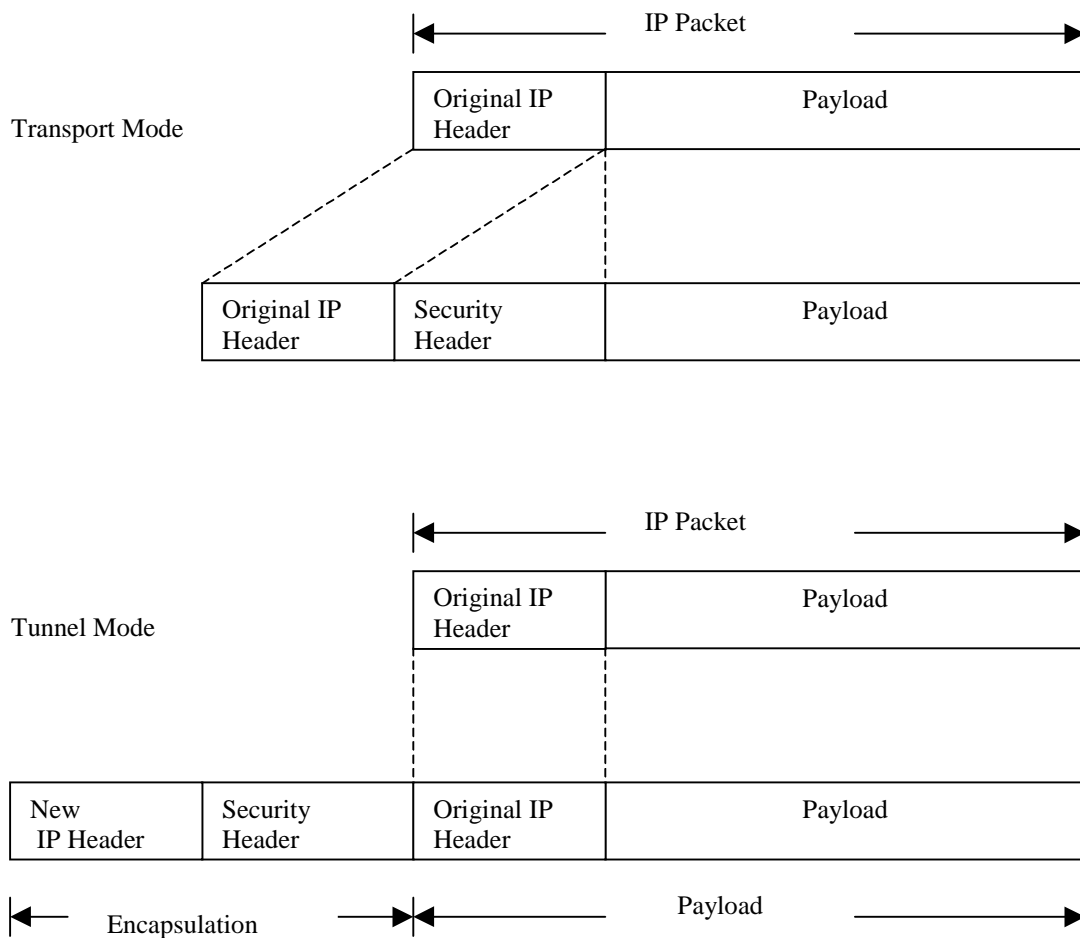 IP Packet
Original IP
Header
Payload
Transport Mode
Original IP
Header
Security
Header
Payload
IP Packet
Original IP
Header
Payload
Tunnel Mode
New
IP Header
Security
Header
Original IP
Header
Payload
Encapsulation
Payload